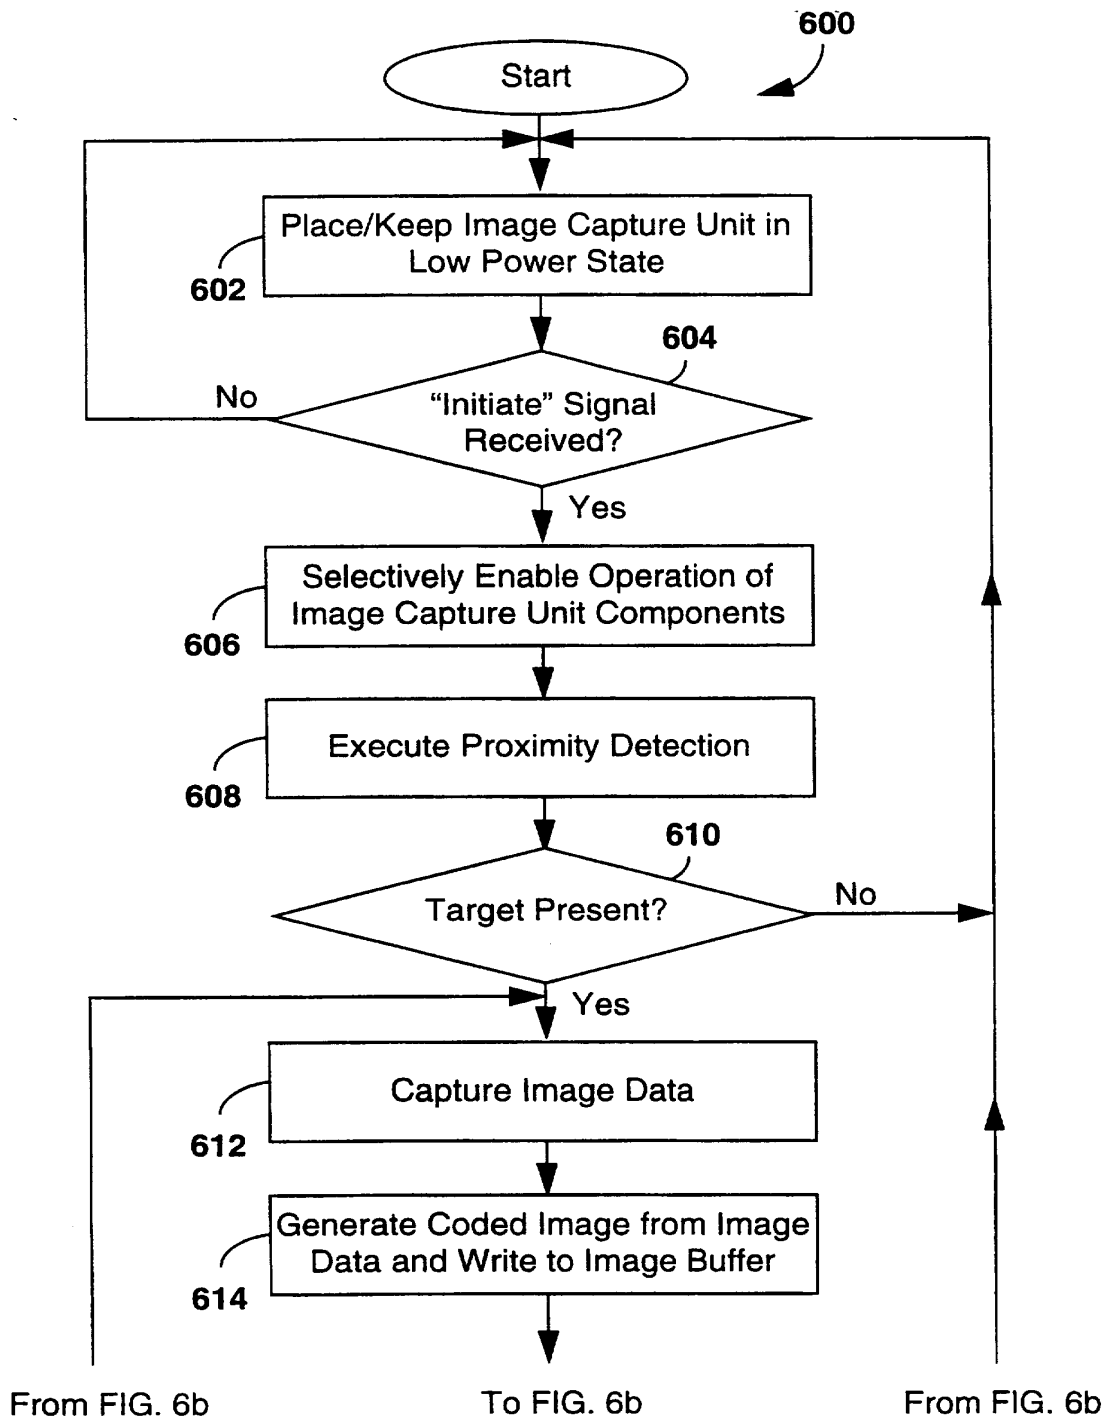 600
Start
Place/Keep Image Capture Unit in
Low Power State
602
604
No
“Initiate” Signal
Received?
Yes
Selectively Enable Operation of
Image Capture Unit Components
606
Execute Proximity Detection
608
610
Target Present?
No
Yes
Capture Image Data
612
Generate Coded Image from Image
Data and Write to Image Buffer
614
From FIG. 6b
To FIG. 6b
From FIG. 6b